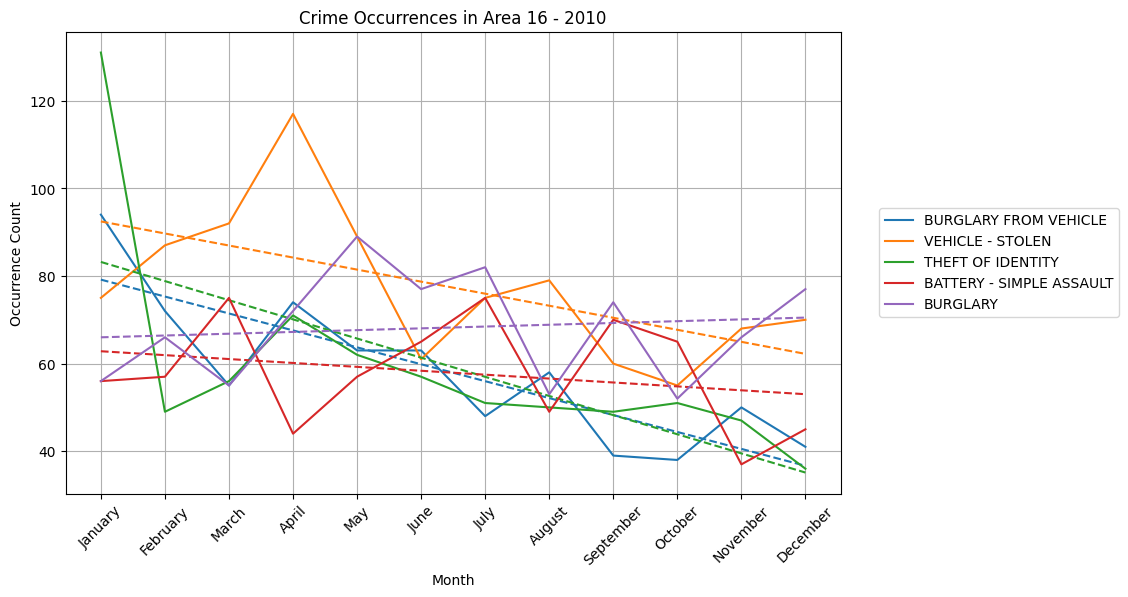 Crime Occurrences in Area 16 - 2010
Occurrence Count
120
100
80
60
40
January
February
March
April
May
June
July
August
September
October
November
December
Month
BURGLARY FROM VEHICLE
VEHICLE - STOLEN
THEFT OF IDENTITY
BATTERY - SIMPLE ASSAULT
BURGLARY